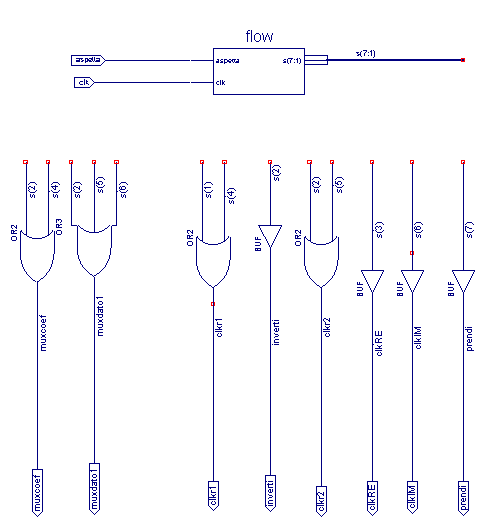 flow
aspetta
aspetta
s(7:1)
s(7:1)
clk
clk
s(2)
s(4)
s(2)
s(5)
s(6)
s(1)
s(4)
s(2)
s(2)
s(5)
s(3)
s(6)
s(7)
OR2
OR3
OR2
BUF
OR2
BUF
BUF
BUF
muxcoef
muxdato1
clkr1
inverti
clkr2
clkRE
clkIM
prendi
muxcoef
muxdato1
clkr1
inverti
clkr2
clkRE
clkIM
prendi